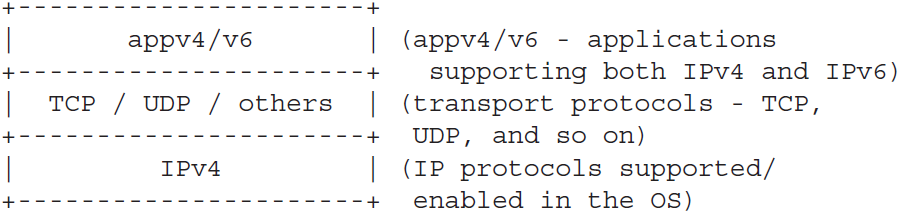 +----------------------+
|      appv4/v6        | (appv4/v6 - applications
+----------------------+   supporting both IPv4 and IPv6)
|  TCP / UDP / others  | (transport protocols - TCP,
+----------------------+  UDP, and so on)
|        IPv4          | (IP protocols supported/
+----------------------+  enabled in the OS)